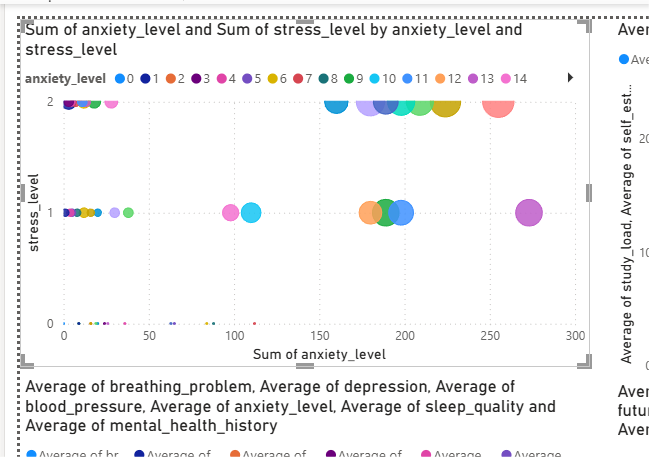 Sum of anxiety_level and Sum of stress_level by anxiety_level and
stress_level
anxiety_level 0 1 2 3 4 5 6 7 8 9 10 11 12 13 14
2
1
0
stress_level
0 50 100 150 200 250 300
Sum of anxiety_level
Average of breathing_problem, Average of depression, Average of
blood_pressure, Average of anxiety_level, Average of sleep_quality and
Average of mental_health_history
Average of br... Average of ... Average of ... Average of ... Average ... Average...
Aver
Ave
Average of study_load, Average of self_est...
20
10
0
Aver
futur
Aver